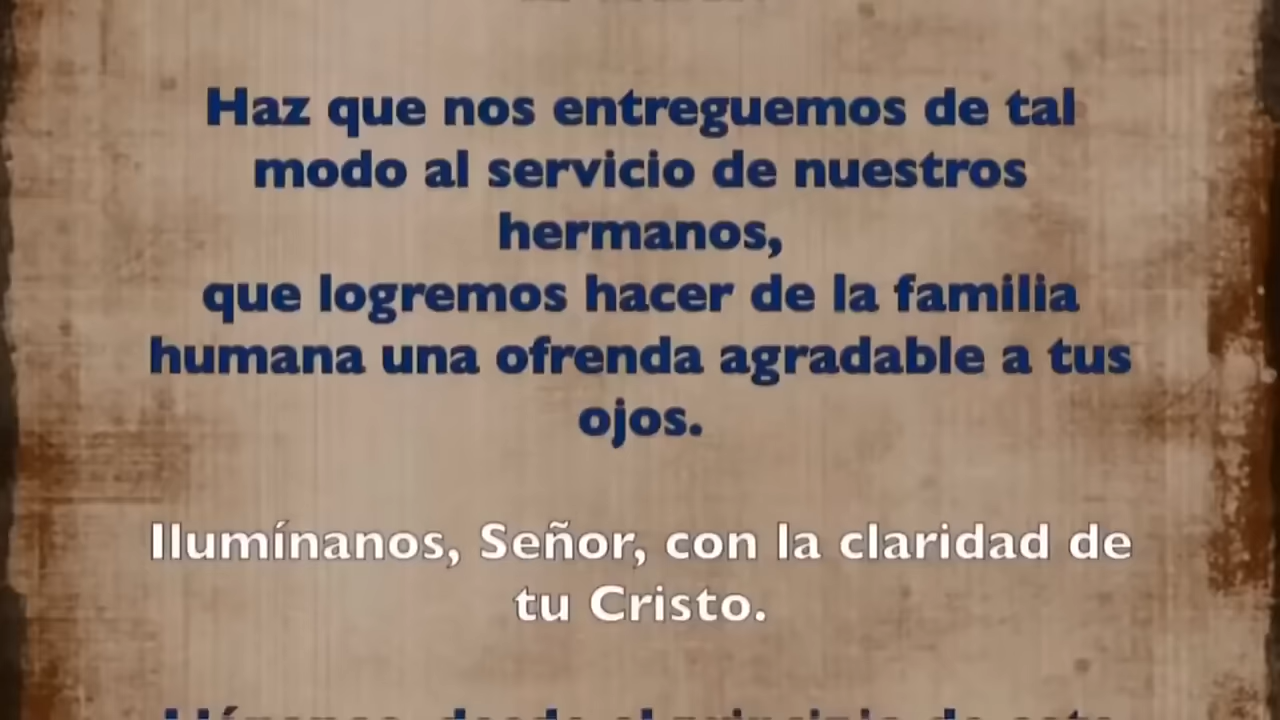 Haz que nos entreguemos de tal
modo al servicio de nuestros
hermanos,
que logremos hacer de la familia
humana una ofrenda agradable a tus
ojos.
Ilumínanos, Señor, con la claridad de
tu Cristo.